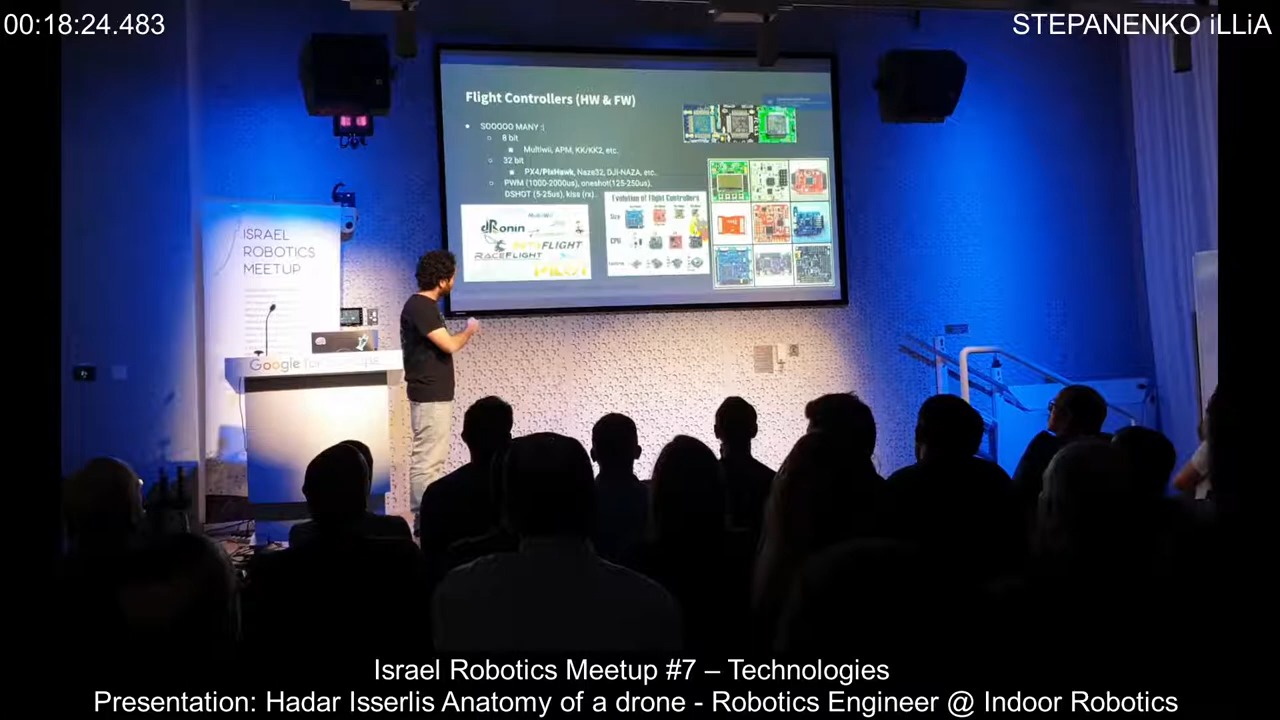 00:18:24.483
STEPANENKO iLLiA
Flight Controllers (HW & FW)
SOOOOO MANY :(
8 bit
Multiwii, APM, KK/KK2, etc.
32 bit
PX4/PixHawk, Naze32, DJI-NAZA, etc.
PWM (1000-2000us), oneshot(125-250us),
DSHOT (5-25us), kiss (rx)..
Evolution of Flight Controllers
RACEFLIGHT
ISRAEL
ROBOTICS
MEETUP
Google for
Israel Robotics Meetup #7 – Technologies
Presentation: Hadar Isserlis Anatomy of a drone - Robotics Engineer @ Indoor Robotics